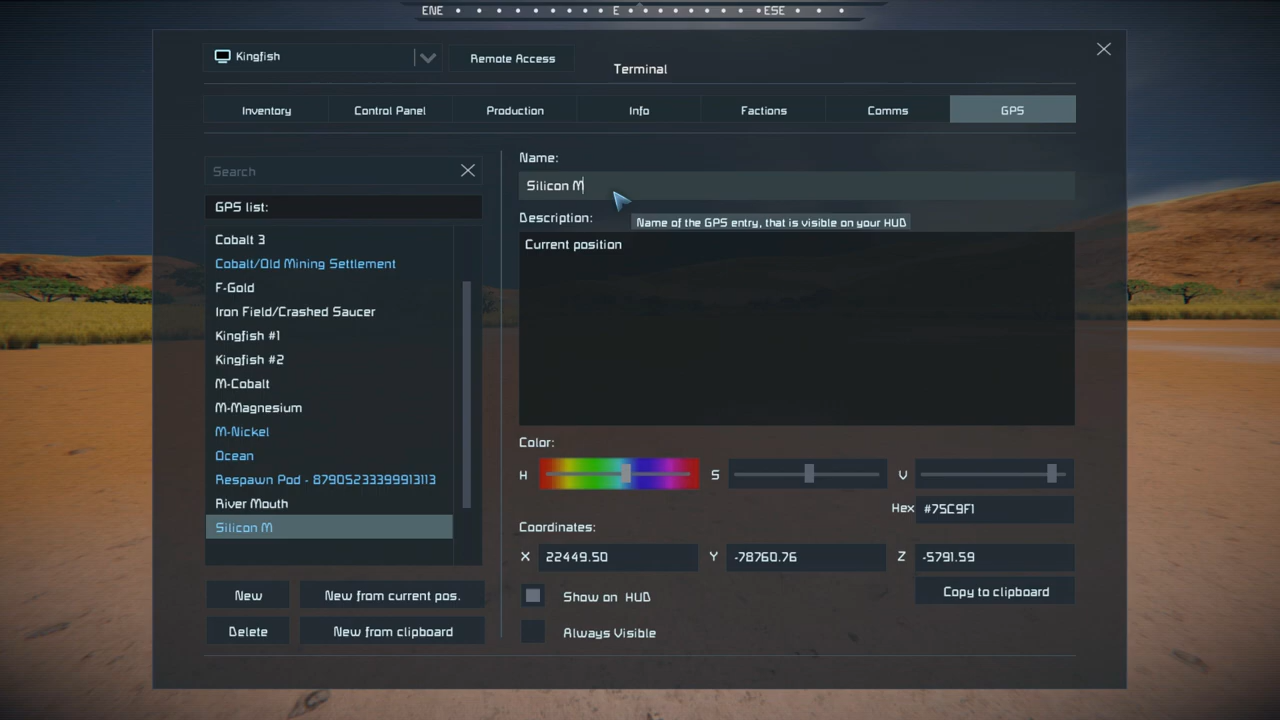 ENE E ESE
Kingfish
Remote Access
Terminal
Inventory Control Panel Production Info Factions Comms GPS
Search
GPS list:
Cobalt 3
Cobalt/Old Mining Settlement
F-Gold
Iron Field/Crashed Saucer
Kingfish #1
Kingfish #2
M-Cobalt
M-Magnesium
M-Nickel
Ocean
Respawn Pod - 87905233399913113
River Mouth
Silicon M
New
New from current pos.
Delete
New from clipboard
Name:
Silicon M
Name of the GPS entry, that is visible on your HUD
Description:
Current position
Color:
H S V
Hex #75C9F1
Coordinates:
X 22449.50 Y -78760.76 Z -5791.59
Copy to clipboard
Show on HUD
Always Visible